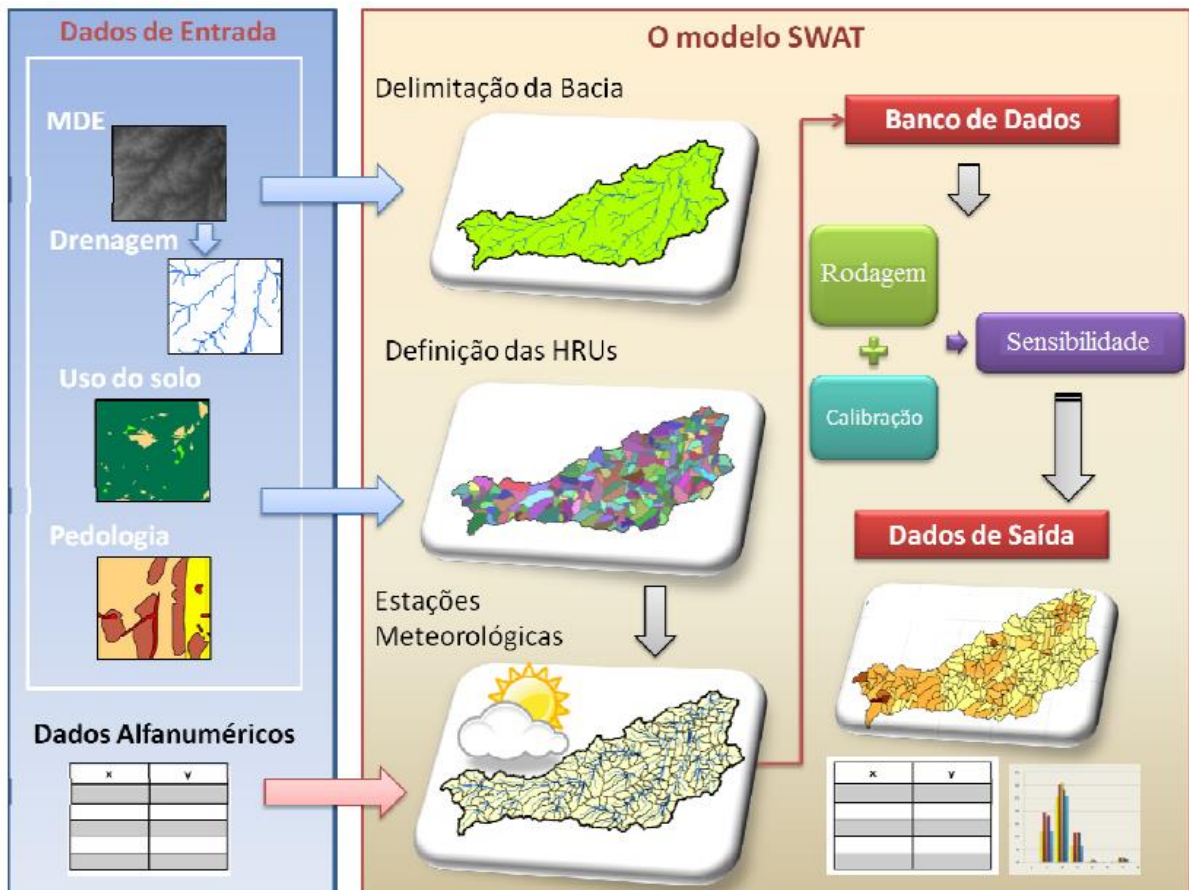 Dados de Entrada
MDE
Drenagem
Uso do solo
Pedologia
Dados Alfanuméricos
x y
O modelo SWAT
Delimitação da Bacia
Definição das HRUs
Estações
Meteorológicas
Banco de Dados
Rodagem
Calibração
Sensibilidade
Dados de Saída
x y